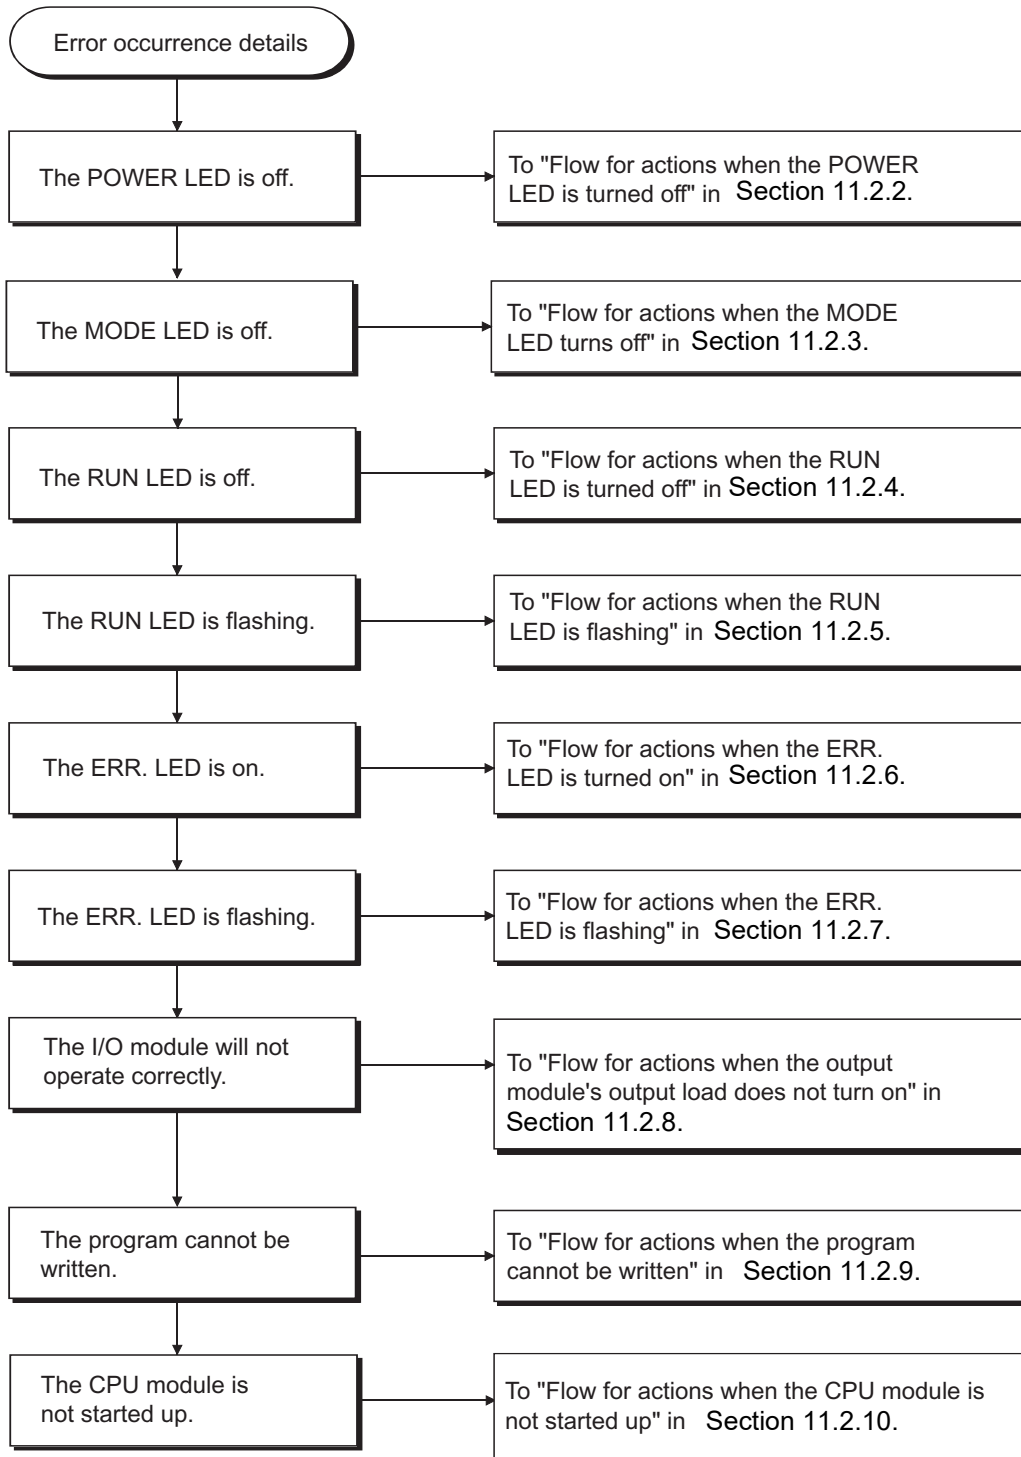 Error occurrence details
The POWER LED is off.
To "Flow for actions when the POWER
LED is turned off" in Section 11.2.2.
The MODE LED is off.
To "Flow for actions when the MODE
LED turns off" in Section 11.2.3.
The RUN LED is off.
To "Flow for actions when the RUN
LED is turned off" in Section 11.2.4.
The RUN LED is flashing.
To "Flow for actions when the RUN
LED is flashing" in Section 11.2.5.
The ERR. LED is on.
To "Flow for actions when the ERR.
LED is turned on" in Section 11.2.6.
The ERR. LED is flashing.
To "Flow for actions when the ERR.
LED is flashing" in Section 11.2.7.
The I/O module will not
operate correctly.
To "Flow for actions when the output
module's output load does not turn on" in
Section 11.2.8.
The program cannot be
written.
To "Flow for actions when the program
cannot be written" in Section 11.2.9.
The CPU module is
not started up.
To "Flow for actions when the CPU module is
not started up" in Section 11.2.10.